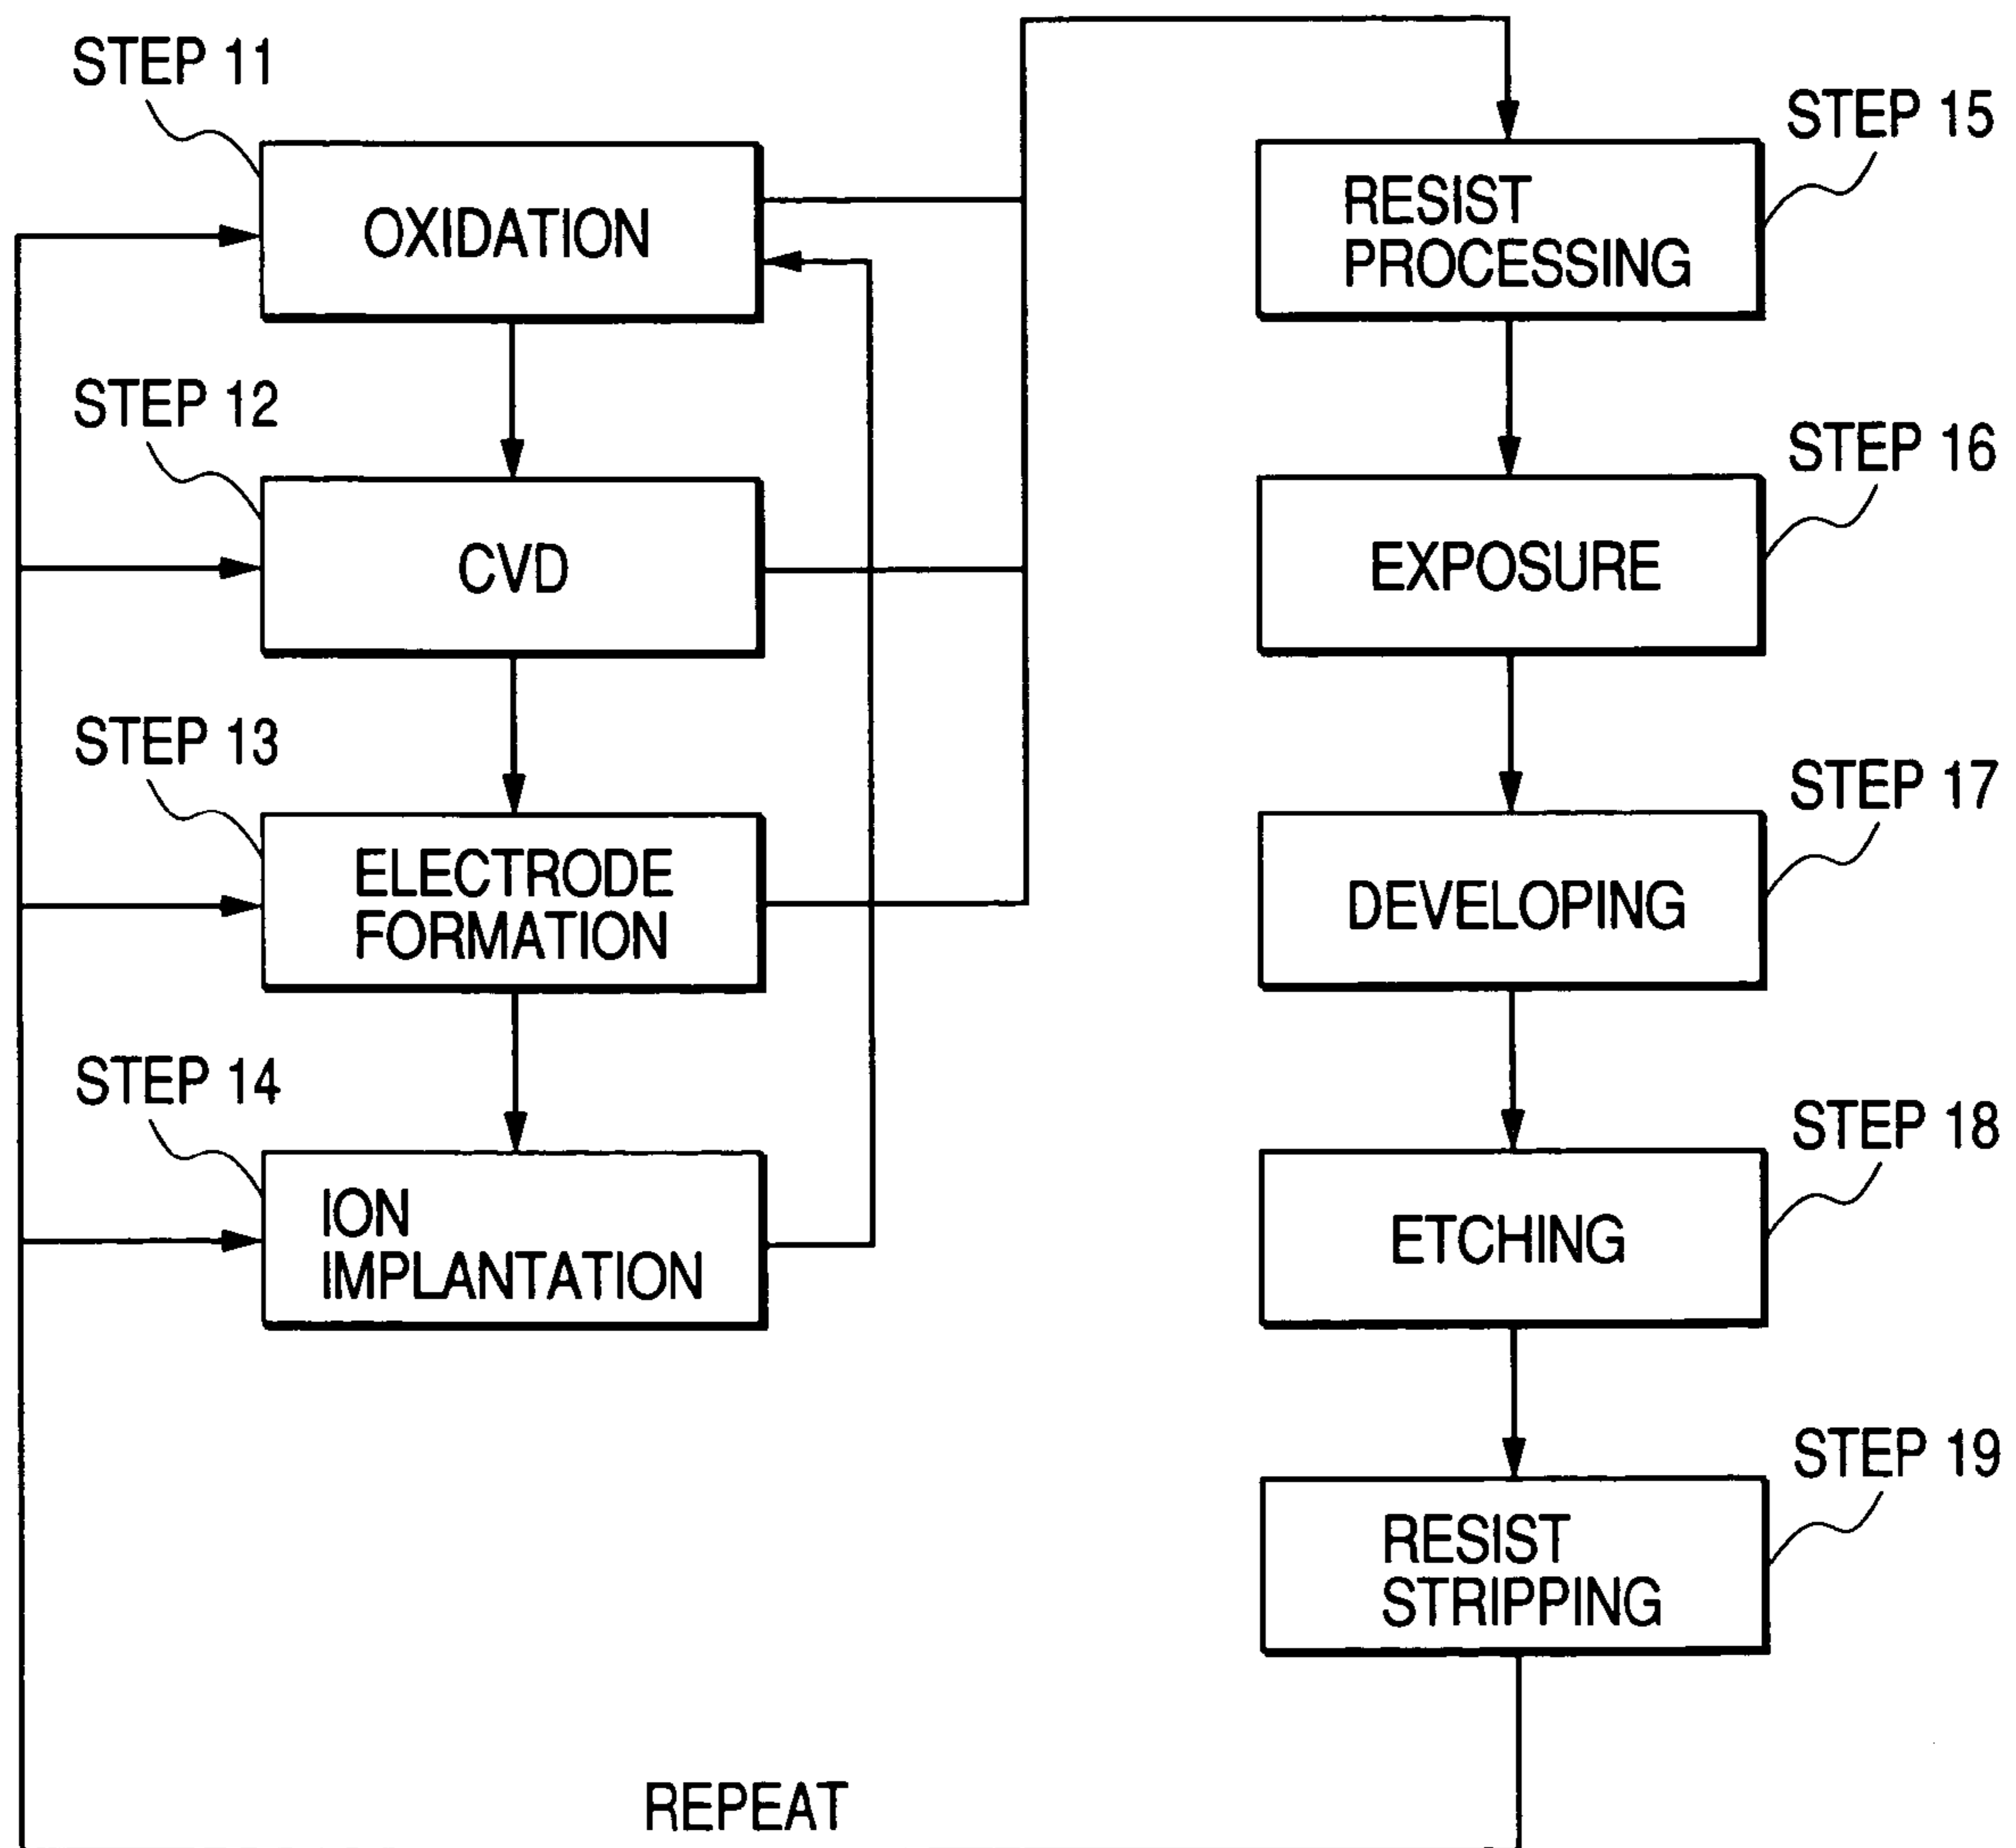 STEP 11
OXIDATION
STEP 12
CVD
STEP 13
ELECTRODE
FORMATION
STEP 14
ION
IMPLANTATION
STEP 15
RESIST
PROCESSING
STEP 16
EXPOSURE
STEP 17
DEVELOPING
STEP 18
ETCHING
STEP 19
RESIST
STRIPPING
REPEAT